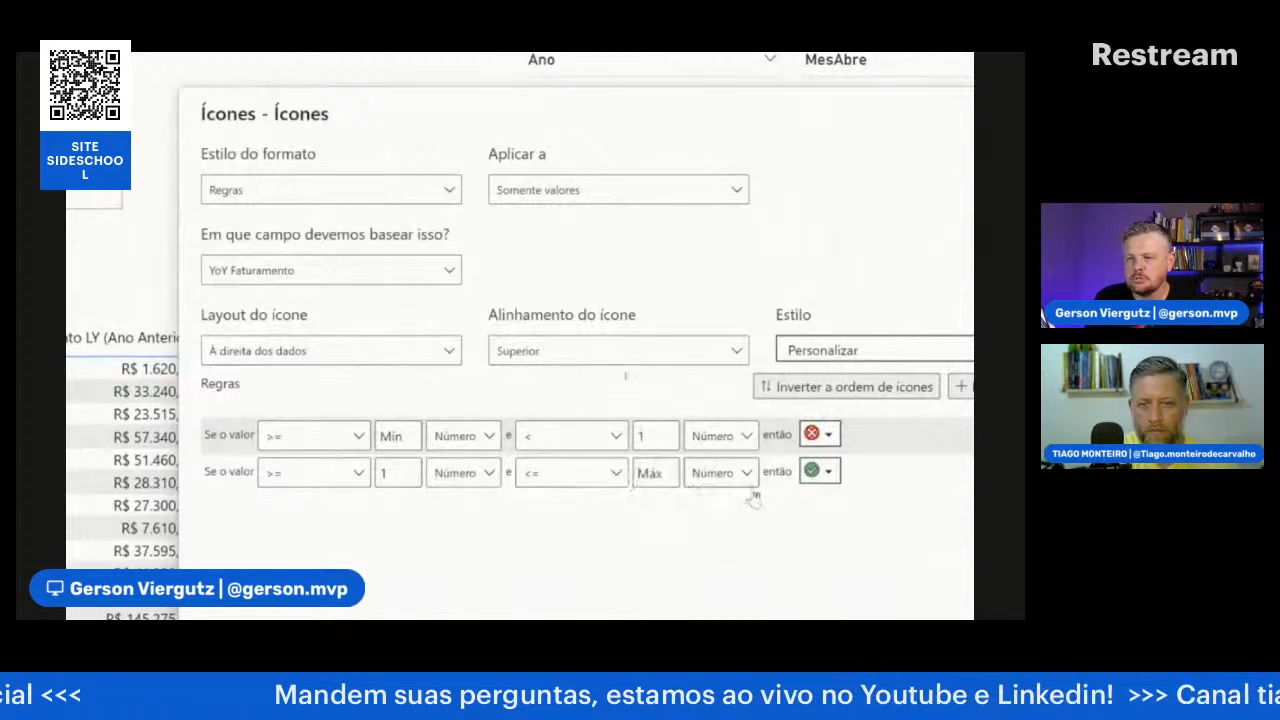 Restream
SITE
SIDESCHOO
L
Ano
MesAbre
Ícones - Ícones
Estilo do formato
Aplicar a
Regras
Somente valores
Em que campo devemos basear isso?
YoY Faturamento
Layout do ícone
Alinhamento do ícone
Estilo
À direita dos dados
Superior
Personalizar
Regras
Inverter a ordem de ícones
Se o valor >= Min Número e < 1 Número então
Se o valor >= 1 Número e <= Máx Número então
to LY (Ano Anteri
R$ 1.620,
R$ 33.240,
R$ 23.515,
R$ 57.340,
R$ 51.460,
R$ 28.310,
R$ 27.300,
R$ 7.610,
R$ 37.595,
R$ 145.275
Gerson Viergutz | @gerson.mvp
TIAGO MONTEIRO | @Tiago.monteirodecarvalho
Gerson Viergutz | @gerson.mvp
cial <<< Mandem suas perguntas, estamos ao vivo no Youtube e Linkedin! >>> Canal tia